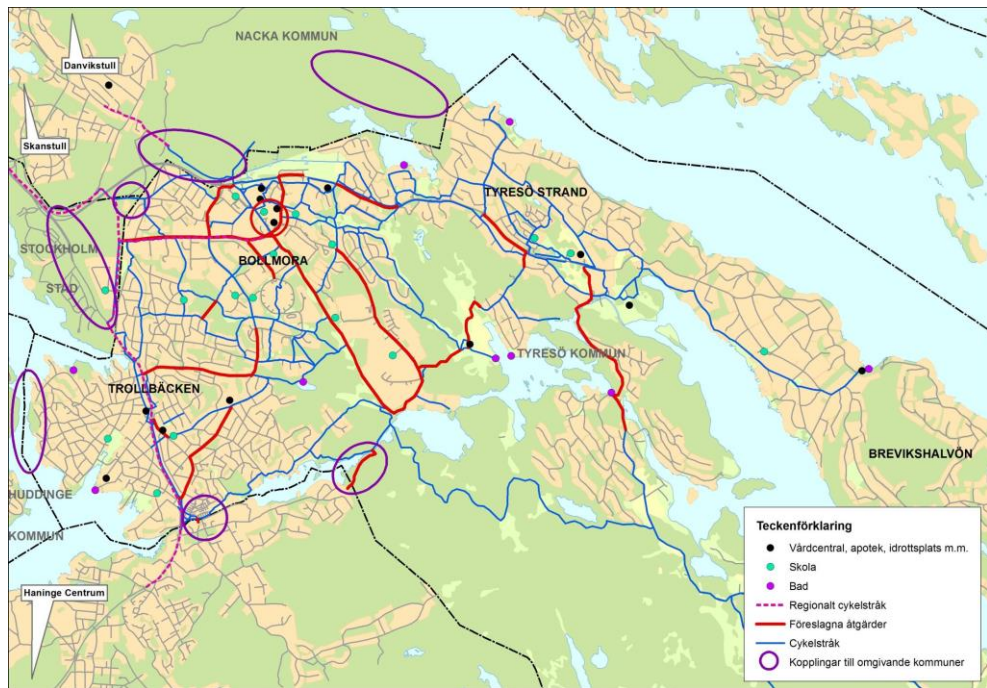 NACKA KOMMUN
Danvikstull
Skanstull
TYRESÖ STRAND
STOCKHOLM
STAD
BOLLMORA
TYRESÖ KOMMUN
TROLLBÄCKEN
BREVIKSHALVÖN
HUDDINGE
KOMMUN
Haninge Centrum
Teckenförklaring
Vårdcentral, apotek, idrottsplats m.m.
Skola
Bad
Regionalt cykelstråk
Föreslagna åtgärder
Cykelstråk
Kopplingar till omgivande kommuner